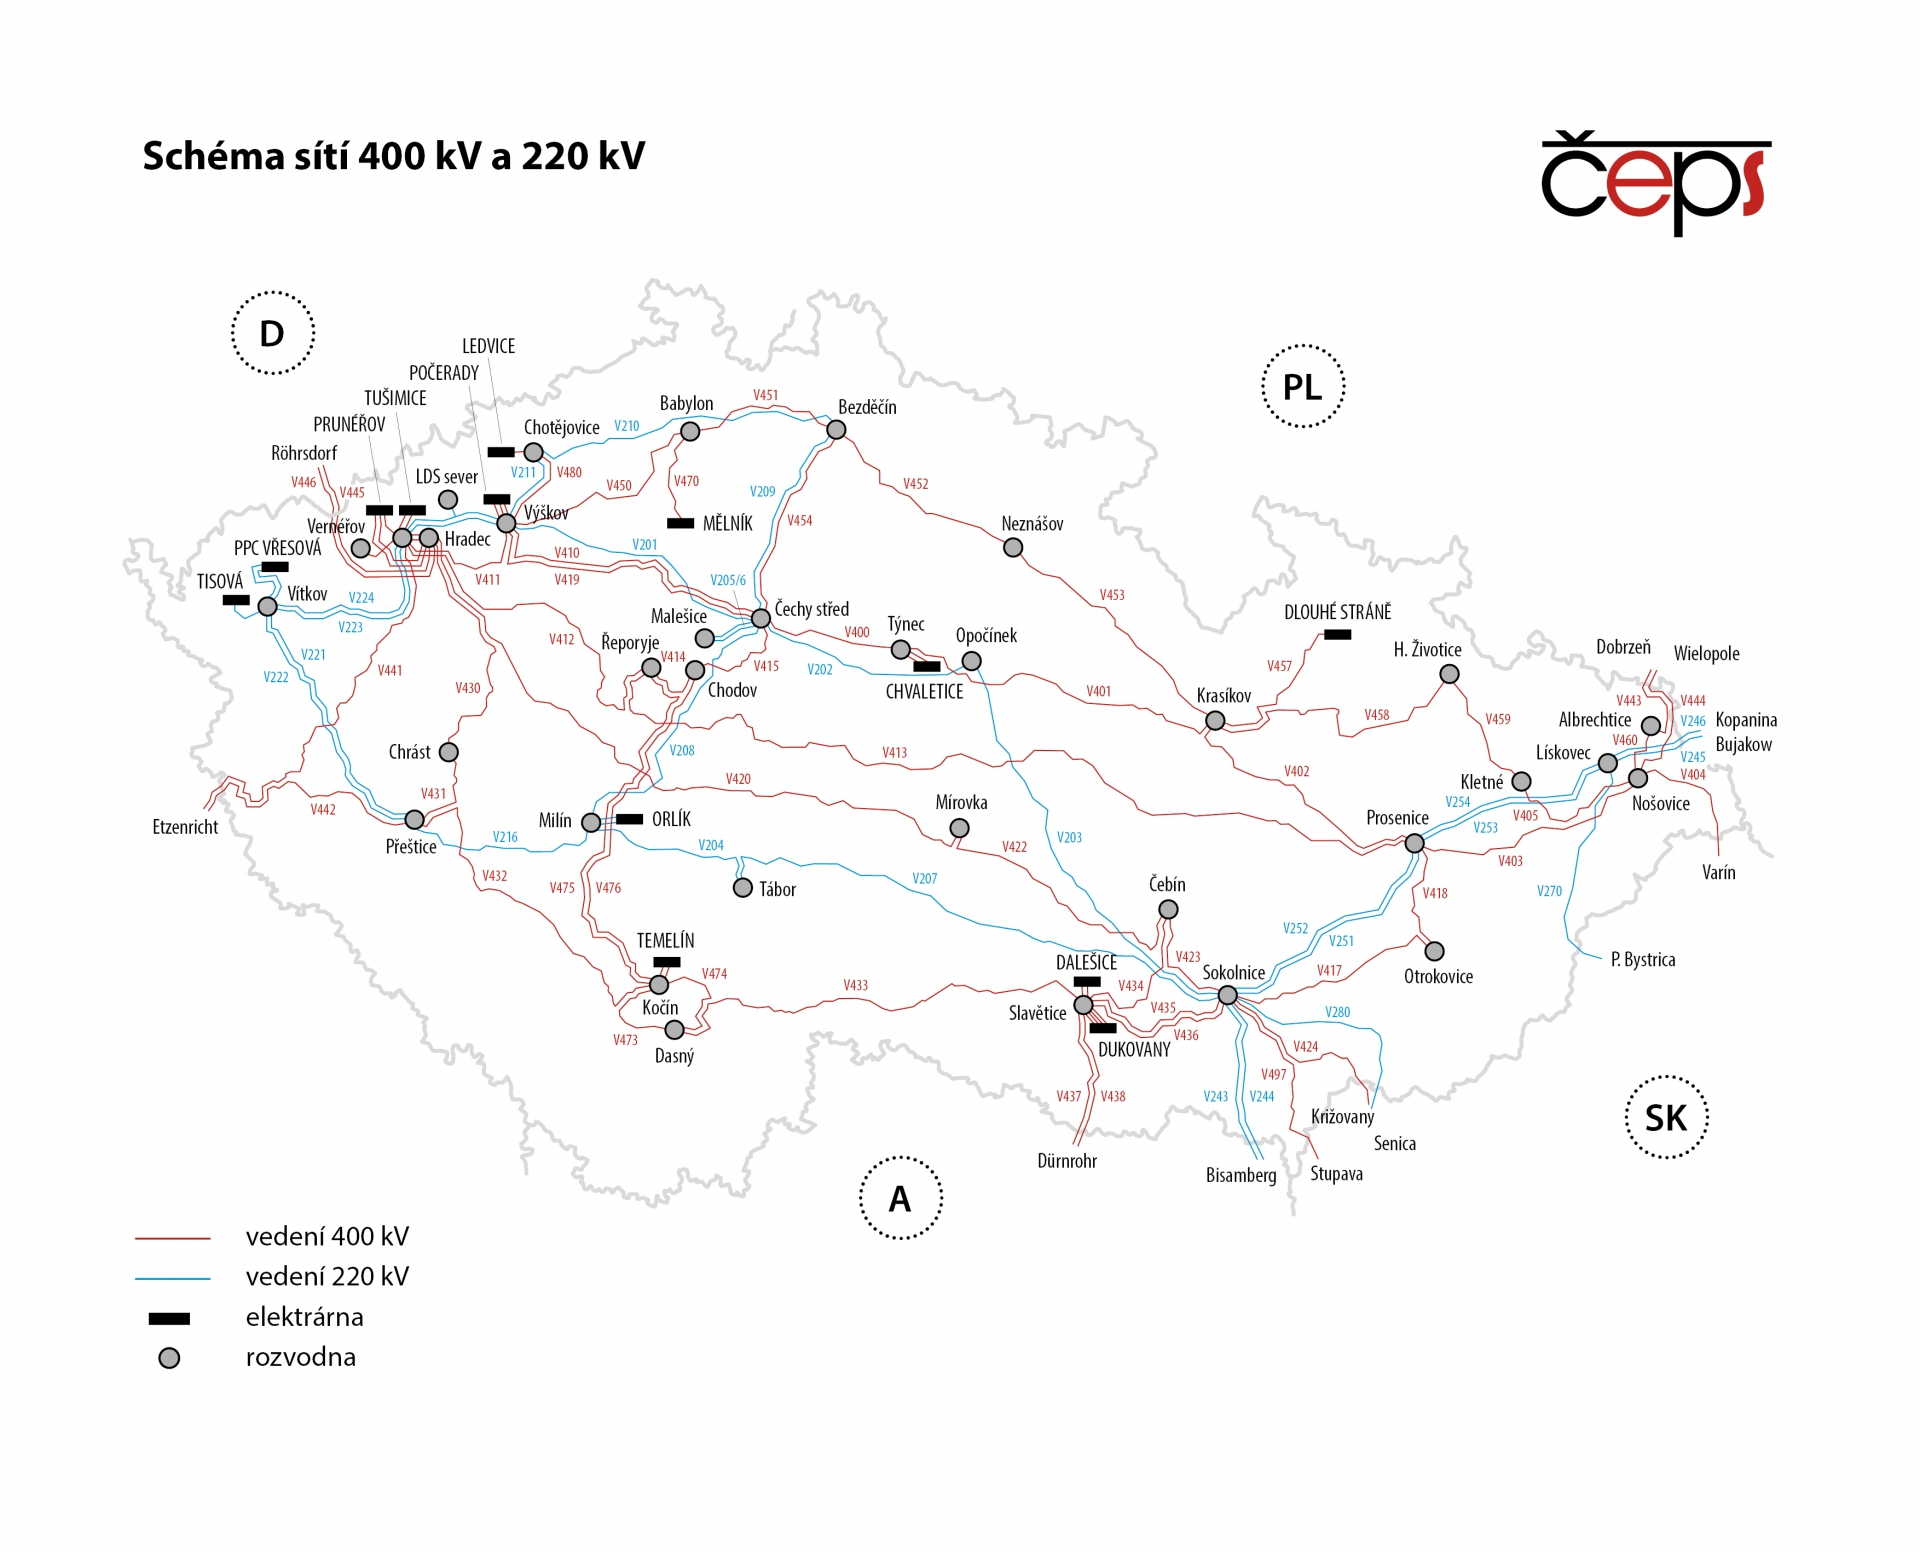 Schéma sítí 400 kV a 220 kV
čeps
D
PL
LEDVICE
POČERADY
TUŠIMICE
PRUNÉŘOV
Röhrsdorf
V446
V445
LDS sever
Chotějovice
V210
Babylon
V451
Bezděčín
V211
V480
V450
V470
V209
V452
Vernéřov
Hradec
Výškov
MĚLNÍK
V454
Neznášov
PPC VŘESOVÁ
TISOVÁ
Vítkov
V224
V223
V411
V410
V419
V201
V205/6
V453
Malešice
Čechy střed
Řeporyje
V412
V414
V415
Chodov
V400
Týnec
Opočínek
V202
CHVALETICE
DLOUHÉ STRÁNĚ
V457
H. Životice
Dobrzeň
Wielopole
V221
V222
V441
V430
V401
Krasíkov
V458
V459
V443
V444
Albrechtice
V246
Kopanina
V460
Bujakow
Lískovec
V245
V404
Chrást
V208
V413
V402
Kletné
Nošovice
V431
V442
V420
V254
V405
V253
Etzenricht
Přeštice
Milín
ORLÍK
Mírovka
Prosenice
V216
V204
V422
V203
V403
Varín
V432
V475
V476
Tábor
V207
Čebín
V418
V270
TEMELÍN
V252
V251
V474
V423
DALEŠICE
Sokolnice
V417
Otrokovice
P. Bystrica
Kočín
V433
V434
Slavětice
V435
V280
V473
Dasný
V436
DUKOVANY
V424
V497
V437
V438
V243
V244
Križovany
Senica
SK
Dürnrohr
Bisamberg
Stupava
A
vedení 400 kV
vedení 220 kV
elektrárna
rozvodna